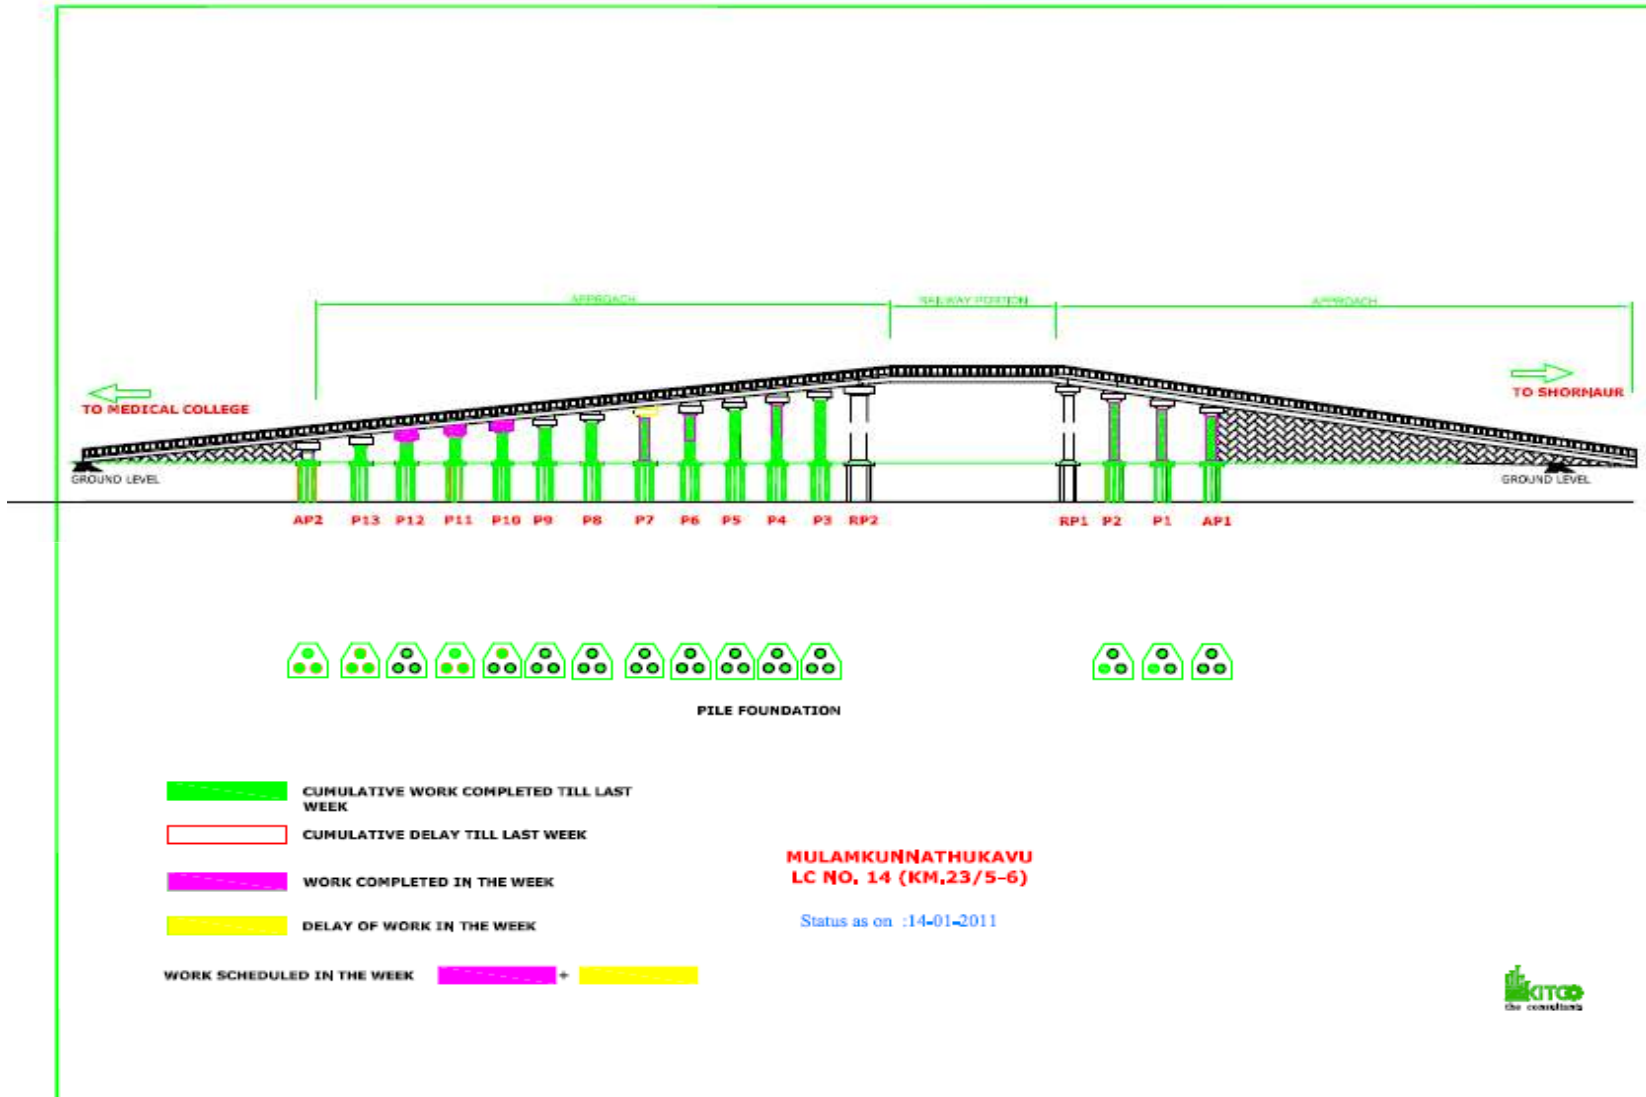 APPROACH
RAILWAY PORTION
APPROACH
TO MEDICAL COLLEGE
TO SHORNAUR
GROUND LEVEL
GROUND LEVEL
AP2 P13 P12 P11 P10 P9 P8 P7 P6 P5 P4 P3 RP2 RP1 P2 P1 AP1
PILE FOUNDATION
CUMULATIVE WORK COMPLETED TILL LAST
WEEK
CUMULATIVE DELAY TILL LAST WEEK
WORK COMPLETED IN THE WEEK
DELAY OF WORK IN THE WEEK
WORK SCHEDULED IN THE WEEK +
MULAMKUNNATHUKAVU
LC NO. 14 (KM.23/5-6)
Status as on :14-01-2011
KITCO
the consultants